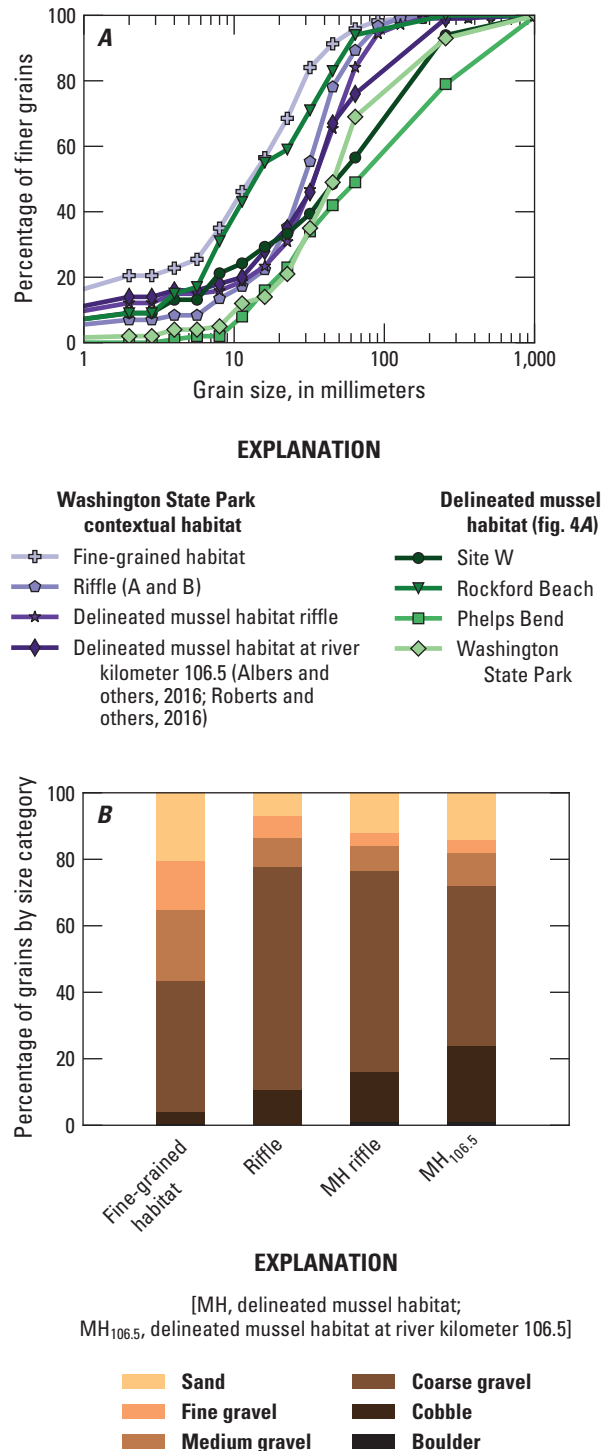 A
Percentage of finer grains
100
80
60
40
20
0
1
10
100
1,000
Grain size, in millimeters
EXPLANATION
Washington State Park
contextual habitat
Fine-grained habitat
Riffle (A and B)
Delineated mussel habitat riffle
Delineated mussel habitat at river
kilometer 106.5 (Albers and
others, 2016; Roberts and
others, 2016)
Delineated mussel
habitat (fig. 4A)
Site W
Rockford Beach
Phelps Bend
Washington
State Park
B
Percentage of grains by size category
100
80
60
40
20
0
Fine-grained
habitat
Riffle
MH riffle
MH106.5
EXPLANATION
[MH, delineated mussel habitat;
MH106.5, delineated mussel habitat at river kilometer 106.5]
Sand
Fine gravel
Medium gravel
Coarse gravel
Cobble
Boulder